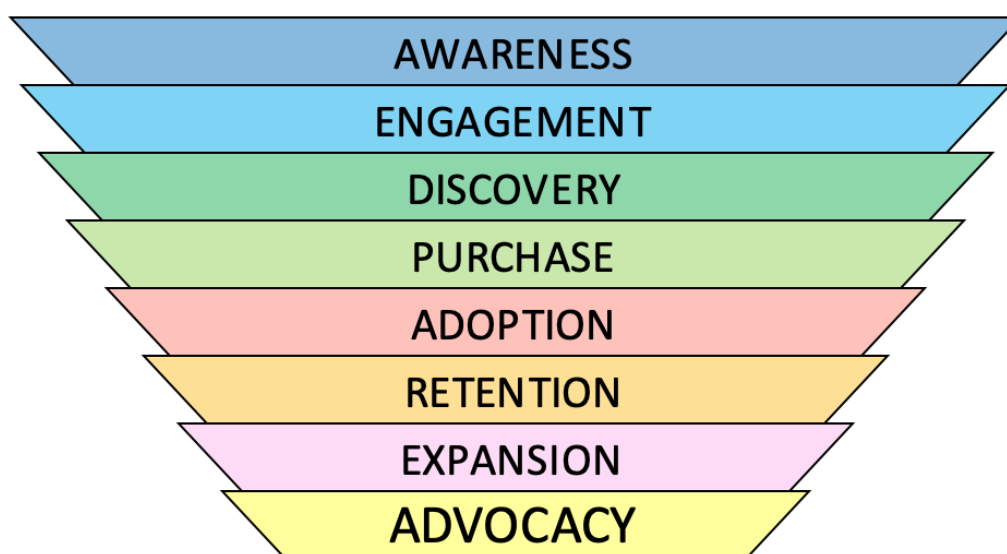 AWARENESS
ENGAGEMENT
DISCOVERY
PURCHASE
ADOPTION
RETENTION
EXPANSION
ADVOCACY